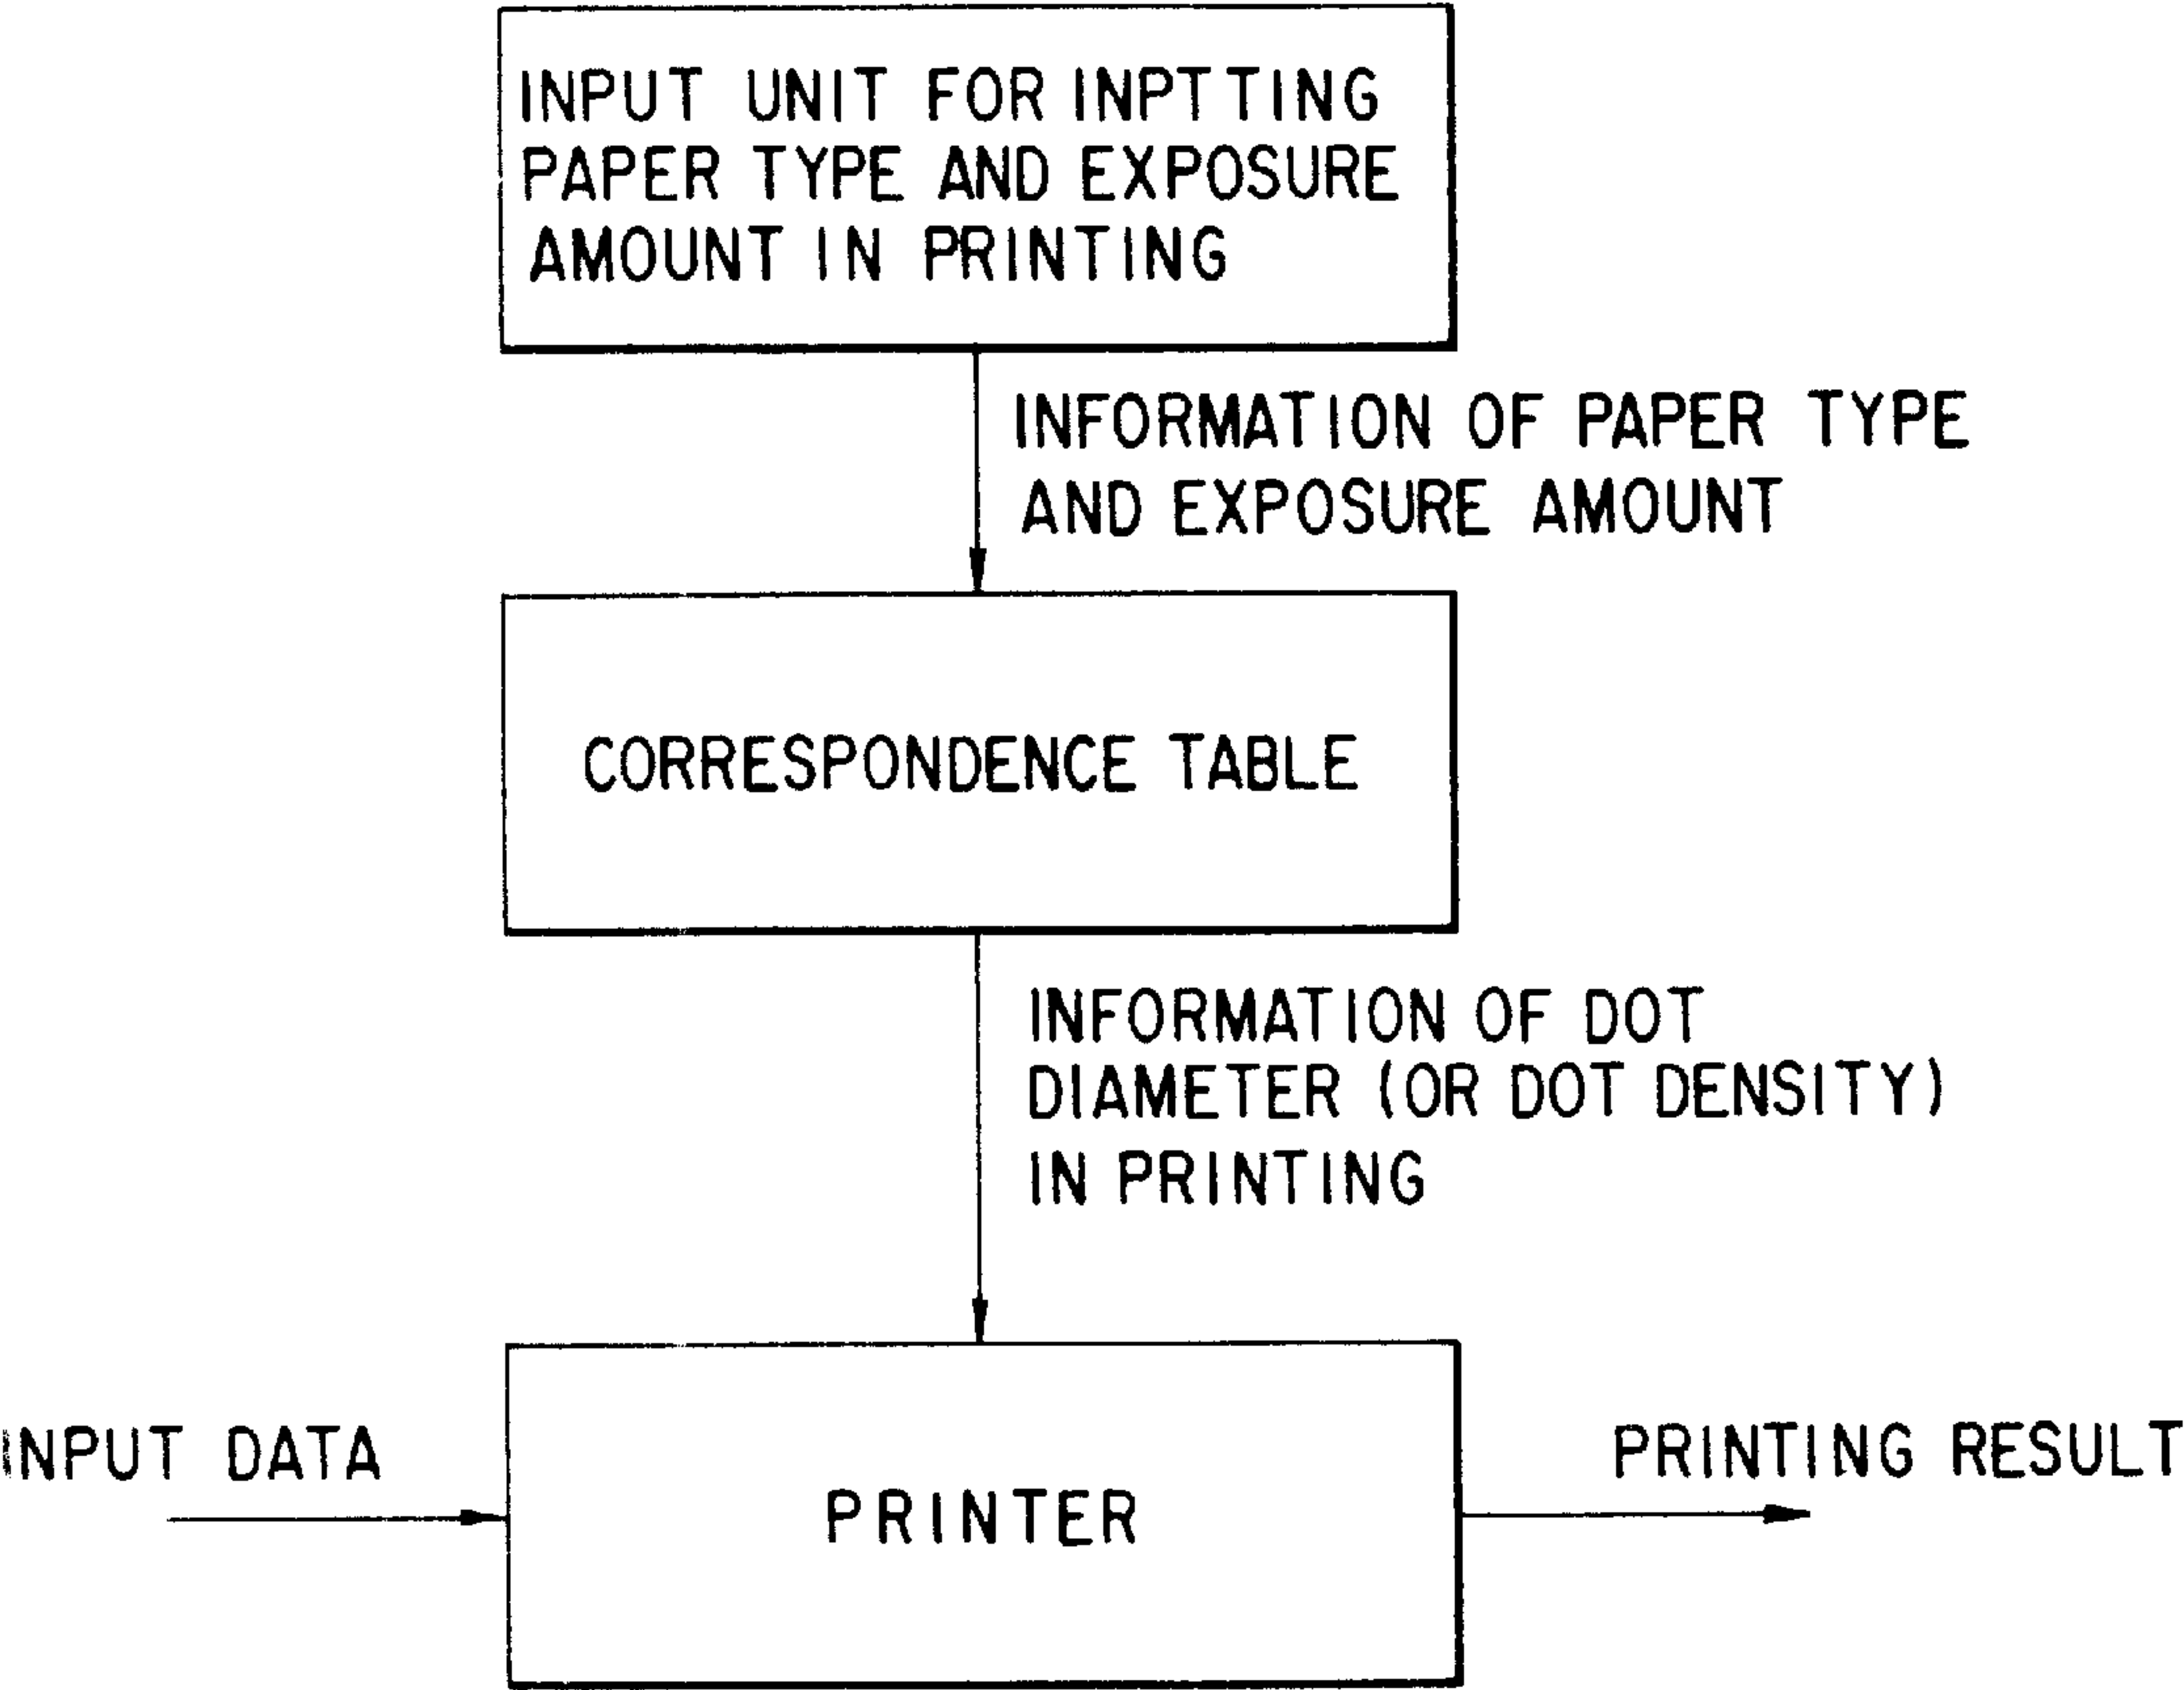 INPUT UNIT FOR INPTTING
PAPER TYPE AND EXPOSURE
AMOUNT IN PRINTING
INFORMATION OF PAPER TYPE
AND EXPOSURE AMOUNT
CORRESPONDENCE TABLE
INFORMATION OF DOT
DIAMETER (OR DOT DENSITY)
IN PRINTING
INPUT DATA
PRINTER
PRINTING RESULT